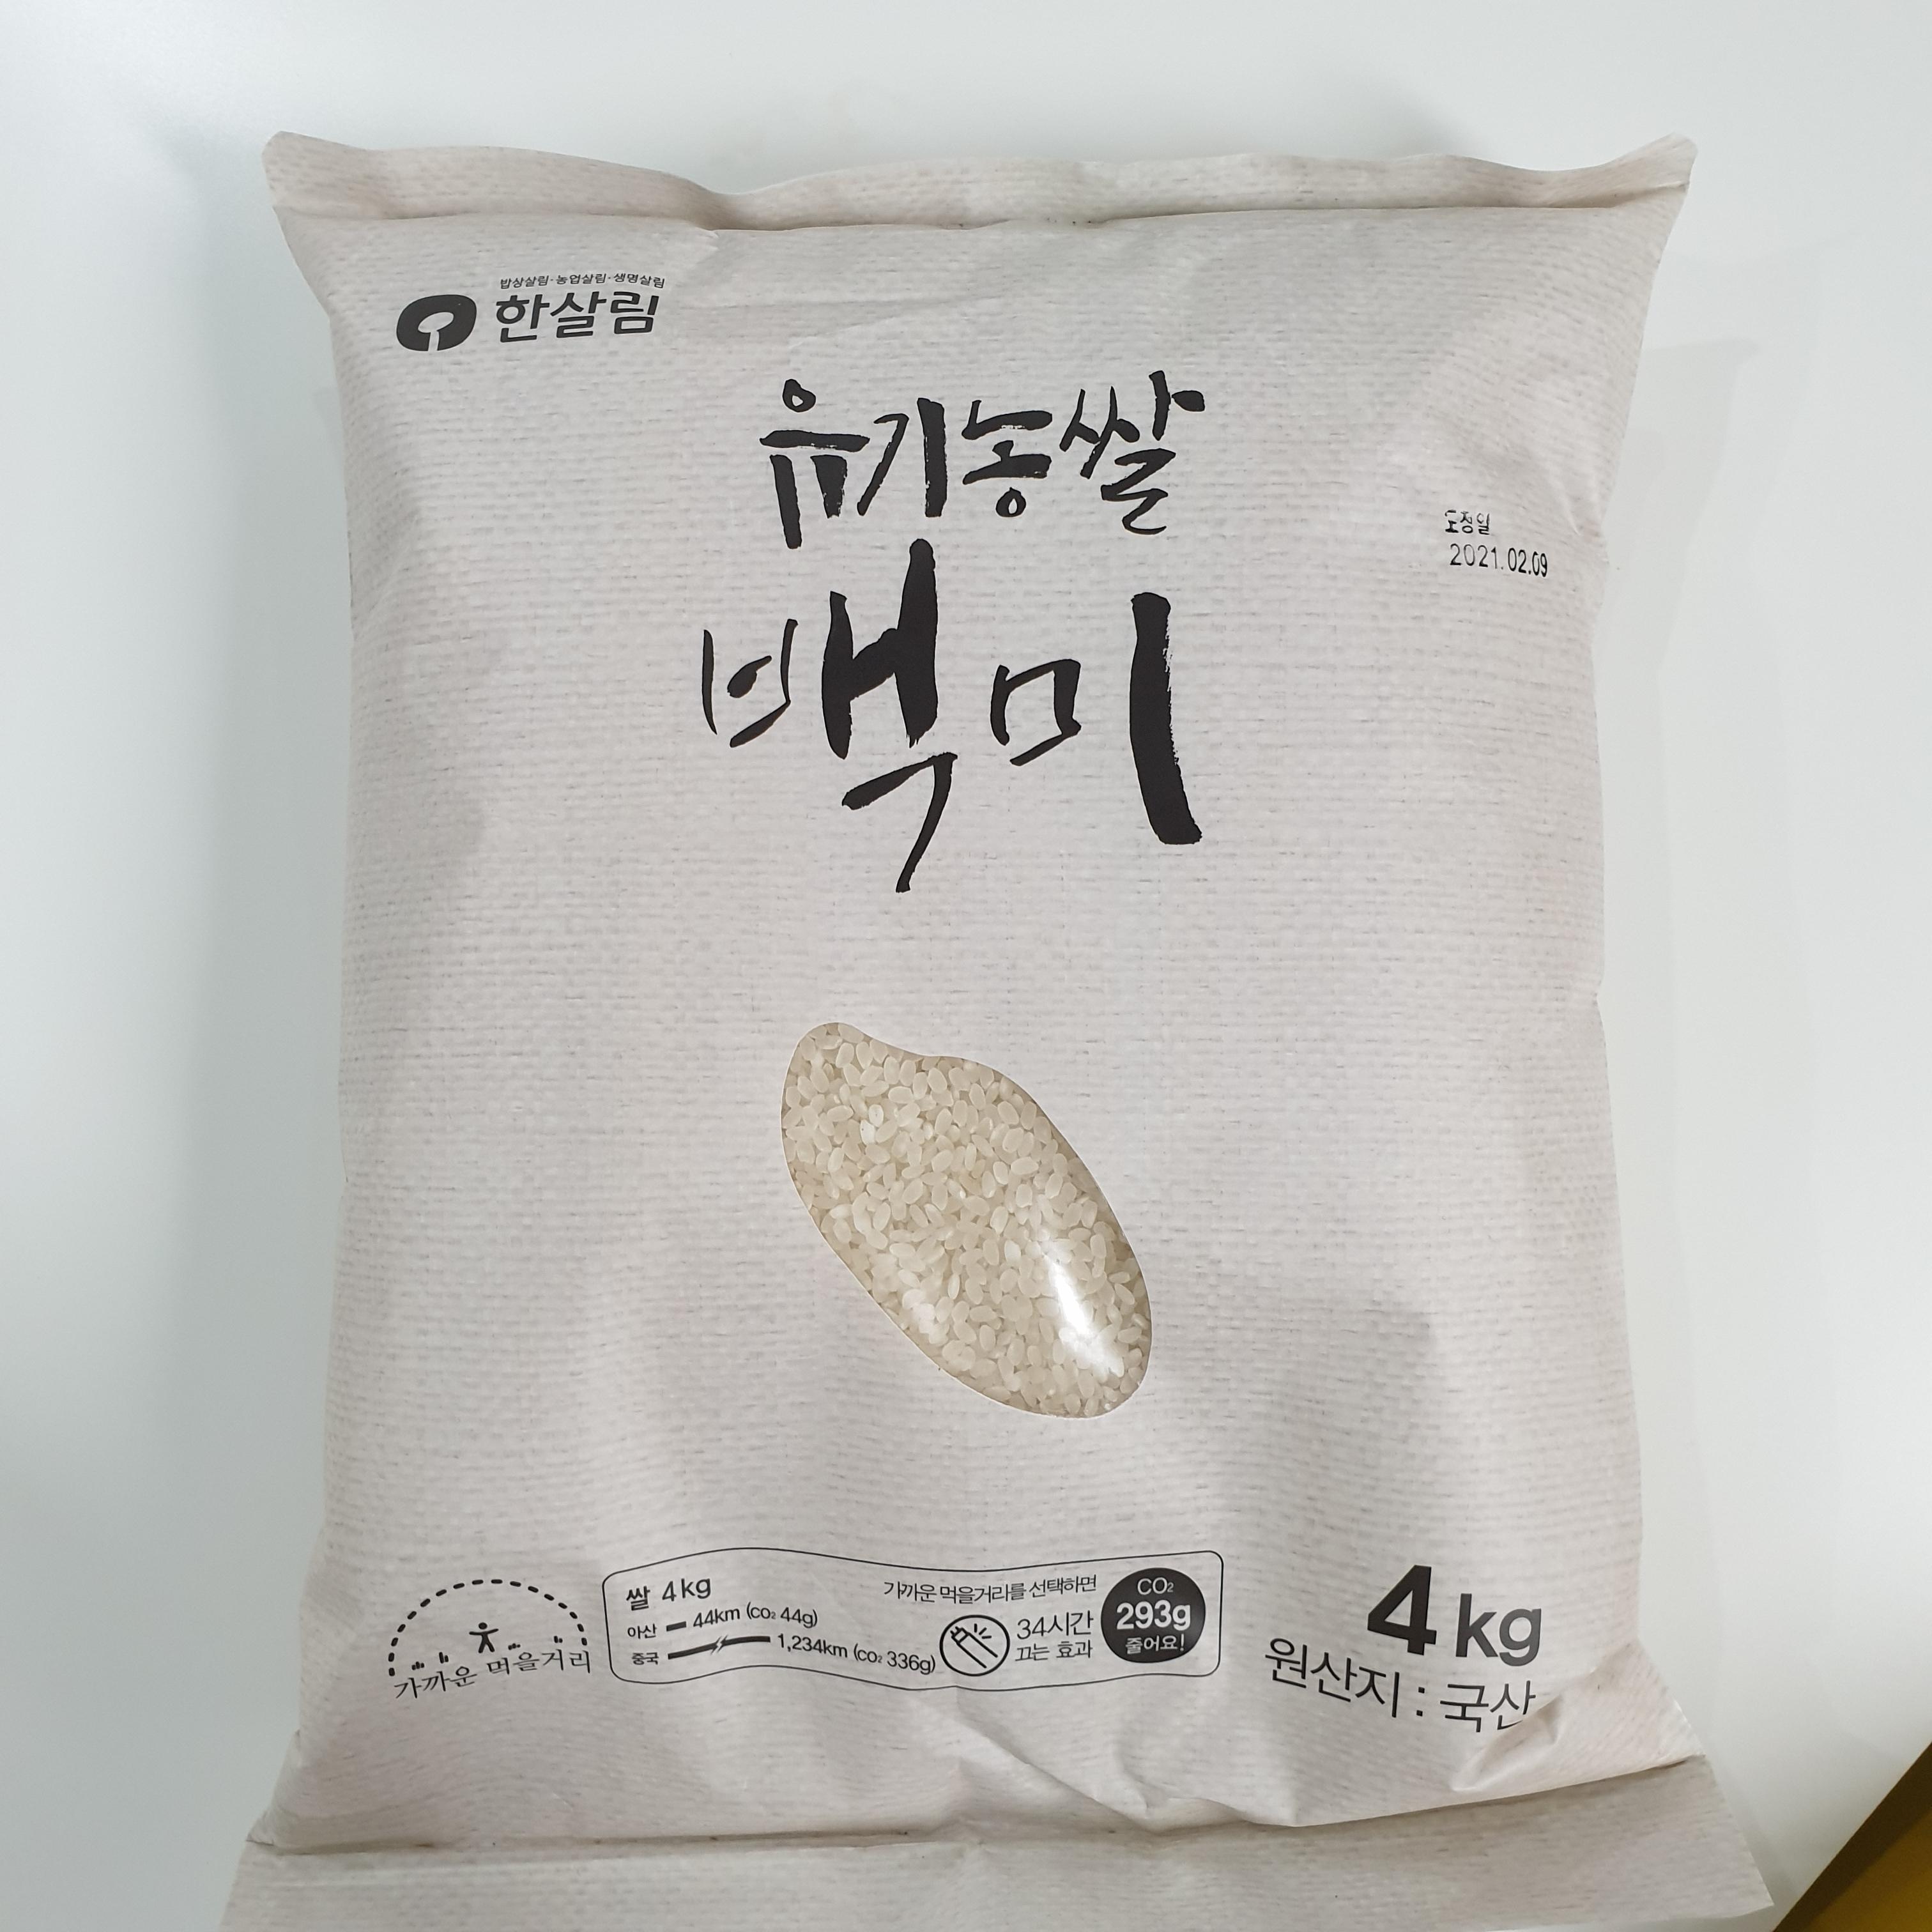 밥상살림·농업살림·생명살림
한살림
유기농쌀
백미
도정일
2021.02.09
가까운 먹을거리
쌀 4kg
아산 44km (co₂ 44g)
중국 1,234km (co₂ 336g)
가까운 먹을거리를 선택하면
34시간
끄는 효과
CO₂
293g
줄어요!
4kg
원산지 : 국산